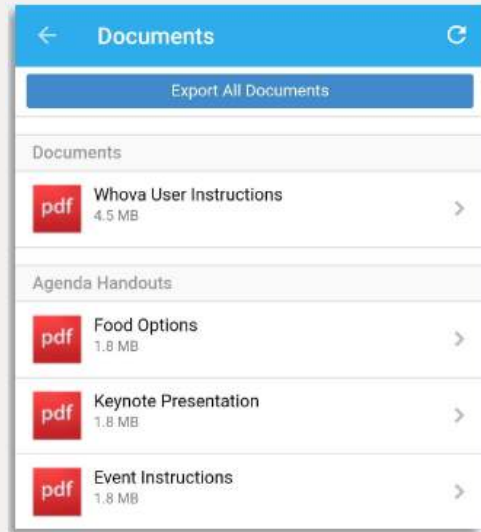 Documents
Export All Documents
Documents
pdf
Whova User Instructions
4.5 MB
Agenda Handouts
pdf
Food Options
1.8 MB
pdf
Keynote Presentation
1.8 MB
pdf
Event Instructions
1.8 MB